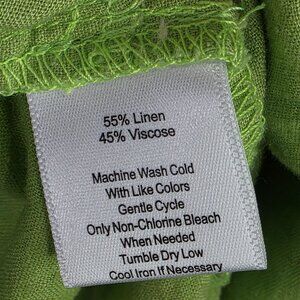 55% Linen
45% Viscose
Machine Wash Cold
With Like Colors
Gentle Cycle
Only Non-Chlorine Bleach
When Needed
Tumble Dry Low
Cool Iron If Necessary